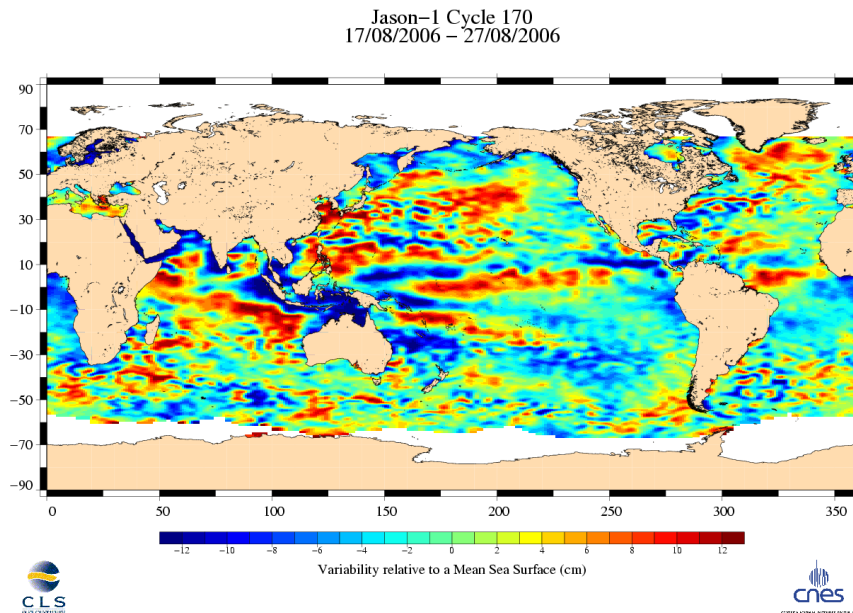 Jason−1 Cycle 170
17/08/2006 − 27/08/2006
90
70
50
30
10
−10
−30
−50
−70
−90
0 50 100 150 200 250 300 350
−12 −10 −8 −6 −4 −2 0 2 4 6 8 10 12
Variability relative to a Mean Sea Surface (cm)
CLS
cnes